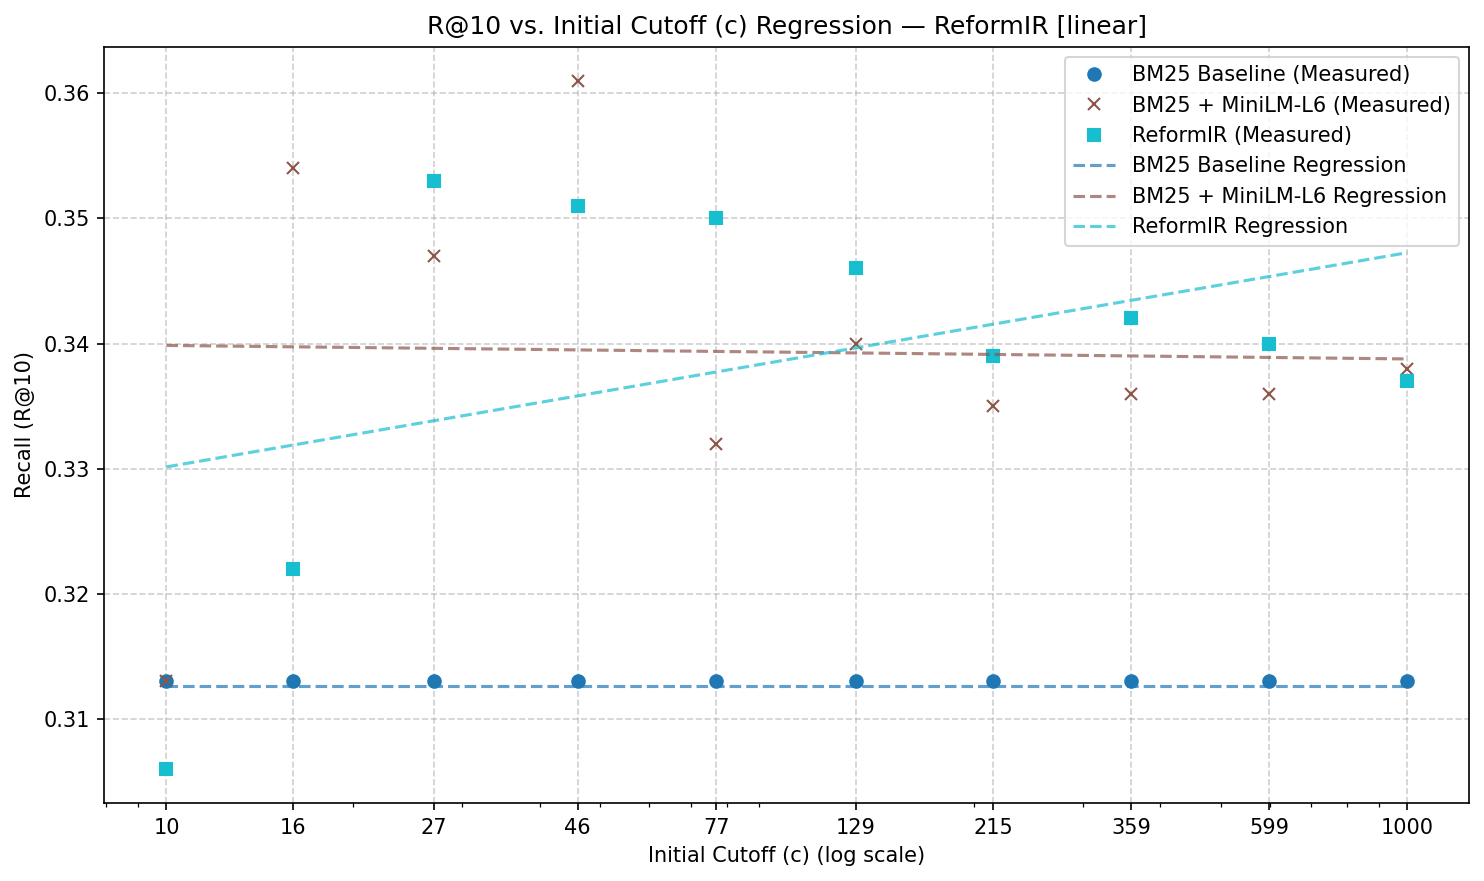 R@10 vs. Initial Cutoff (c) Regression — ReformIR [linear]
BM25 Baseline (Measured)
BM25 + MiniLM-L6 (Measured)
ReformIR (Measured)
BM25 Baseline Regression
BM25 + MiniLM-L6 Regression
ReformIR Regression
Recall (R@10)
0.36
0.35
0.34
0.33
0.32
0.31
10 16 27 46 77 129 215 359 599 1000
Initial Cutoff (c) (log scale)